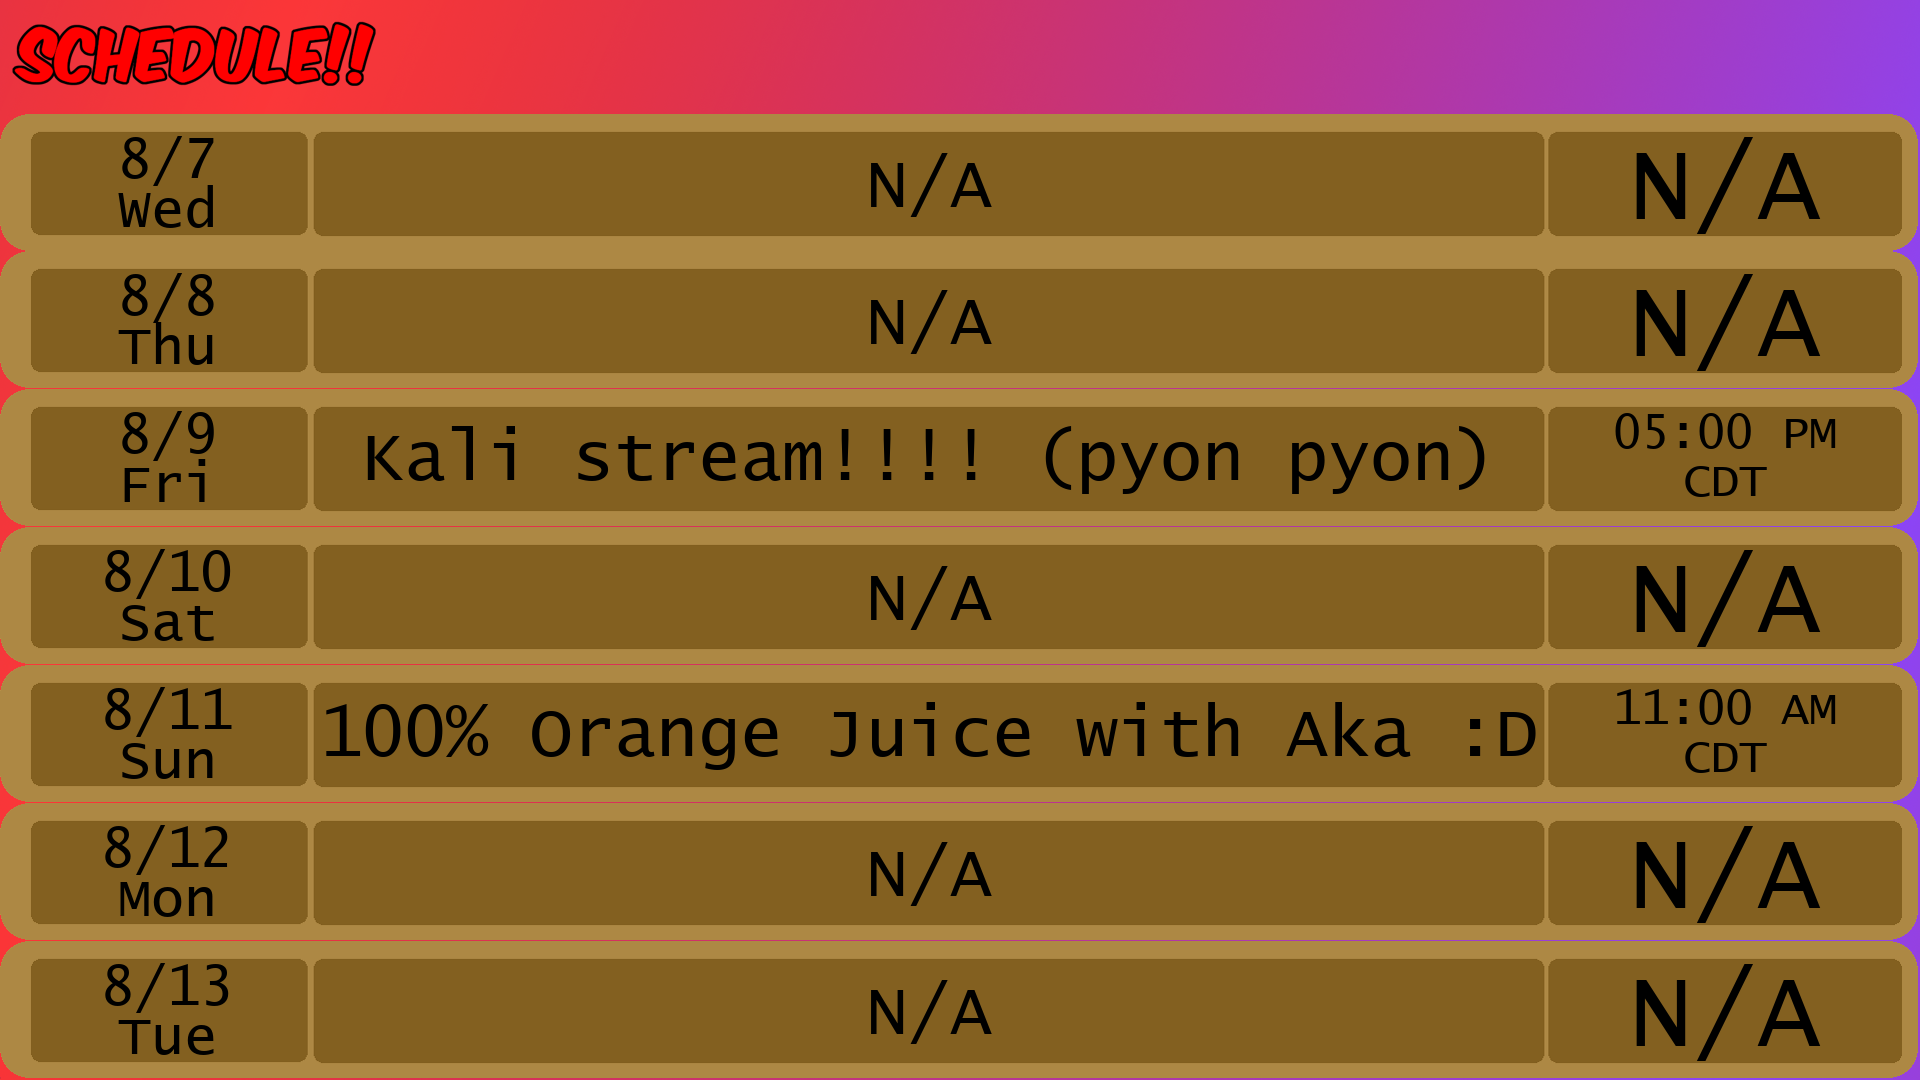 SCHEDULE!!
8/7
Wed
N/A
N/A
8/8
Thu
N/A
N/A
8/9
Fri
Kali stream!!!! (pyon pyon)
05:00 PM
CDT
8/10
Sat
N/A
N/A
8/11
Sun
100% Orange Juice with Aka :D
11:00 AM
CDT
8/12
Mon
N/A
N/A
8/13
Tue
N/A
N/A